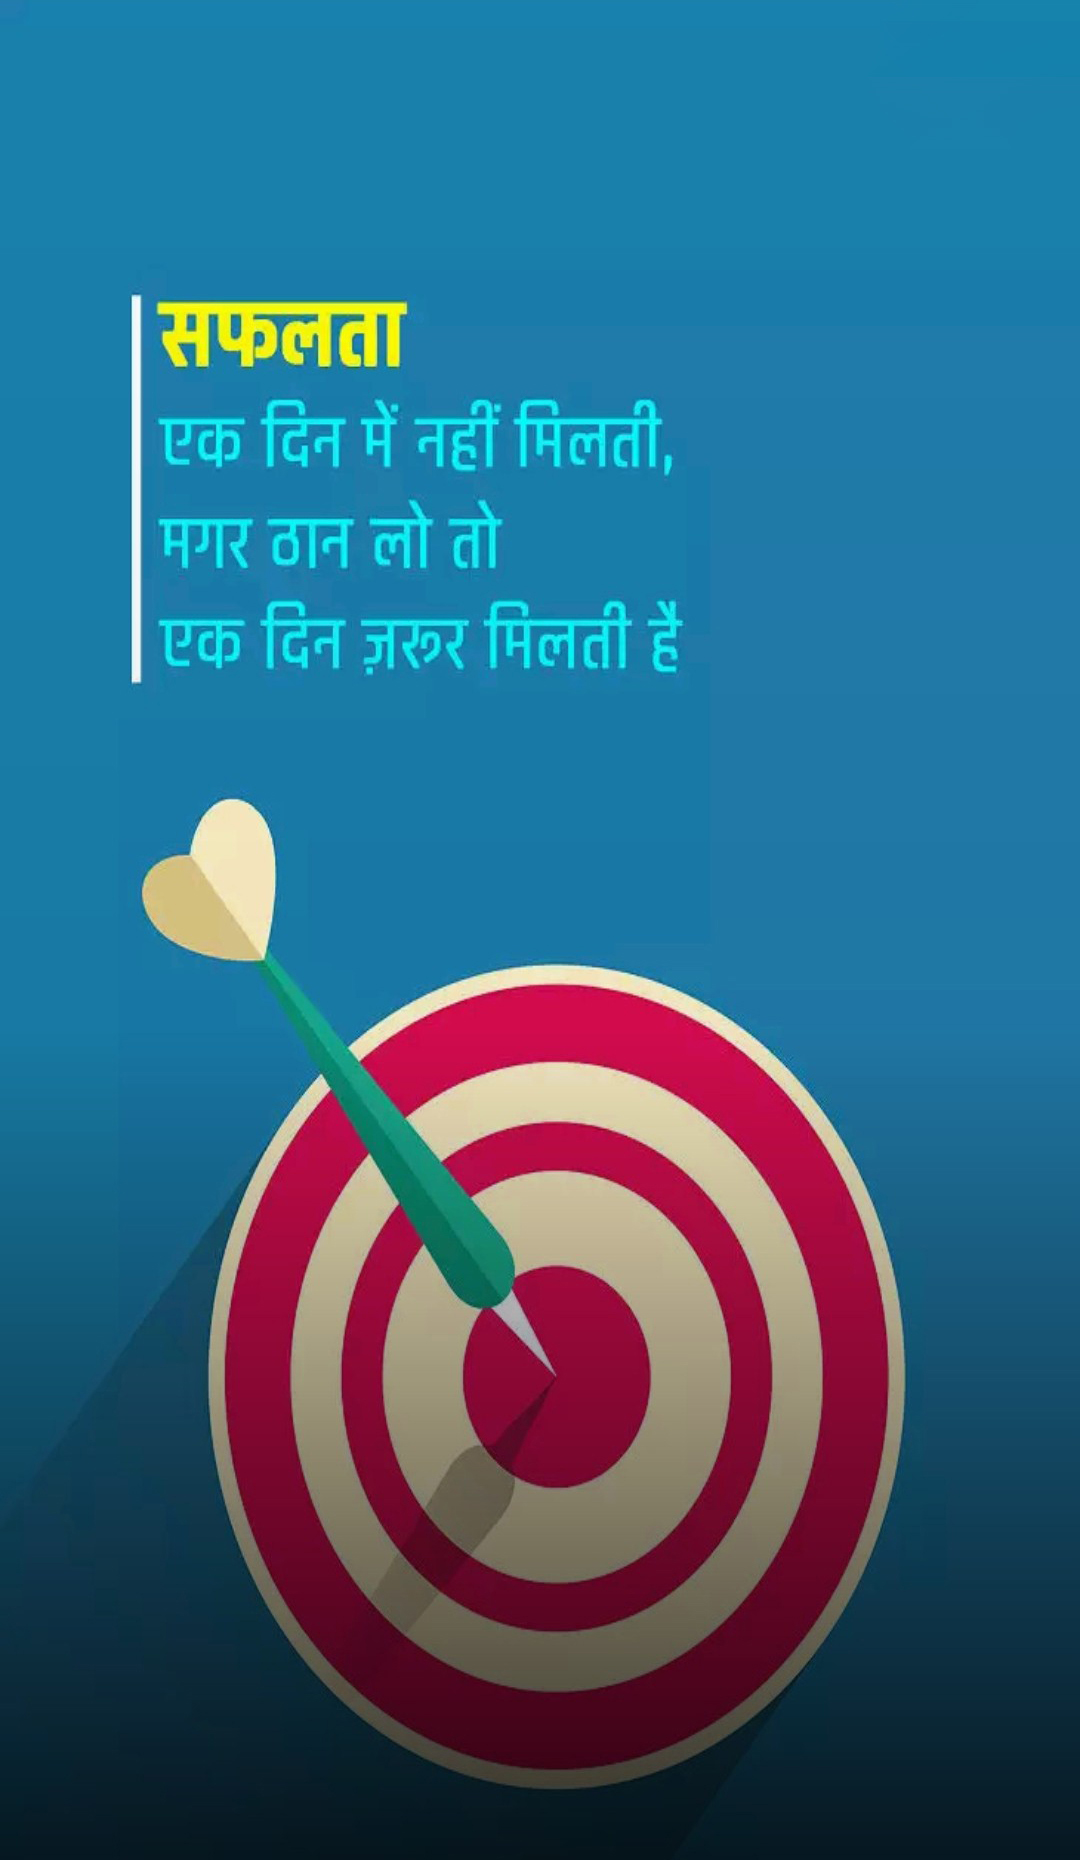 सफलता
एक दिन में नहीं मिलती,
मगर ठान लो तो
एक दिन ज़रूर मिलती है